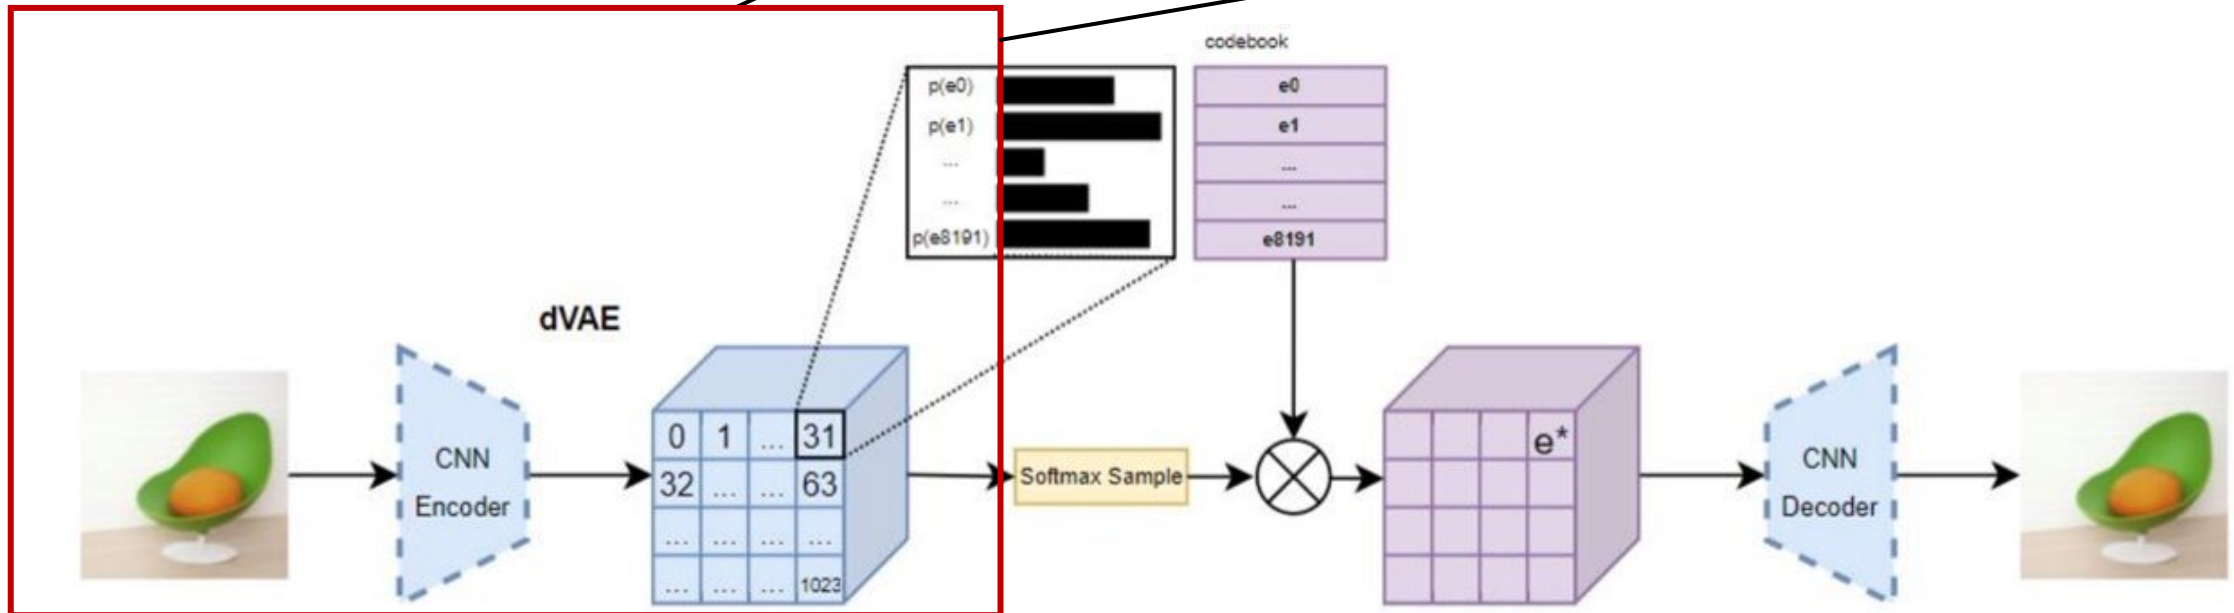 codebook
p(e0)
p(e1)
...
...
p(e8191)
e0
e1
...
...
e8191
dVAE
CNN
Encoder
0 1 ... 31
32 ... ... 63
... ... ... ...
... ... ... 1023
Softmax Sample
e*
CNN
Decoder